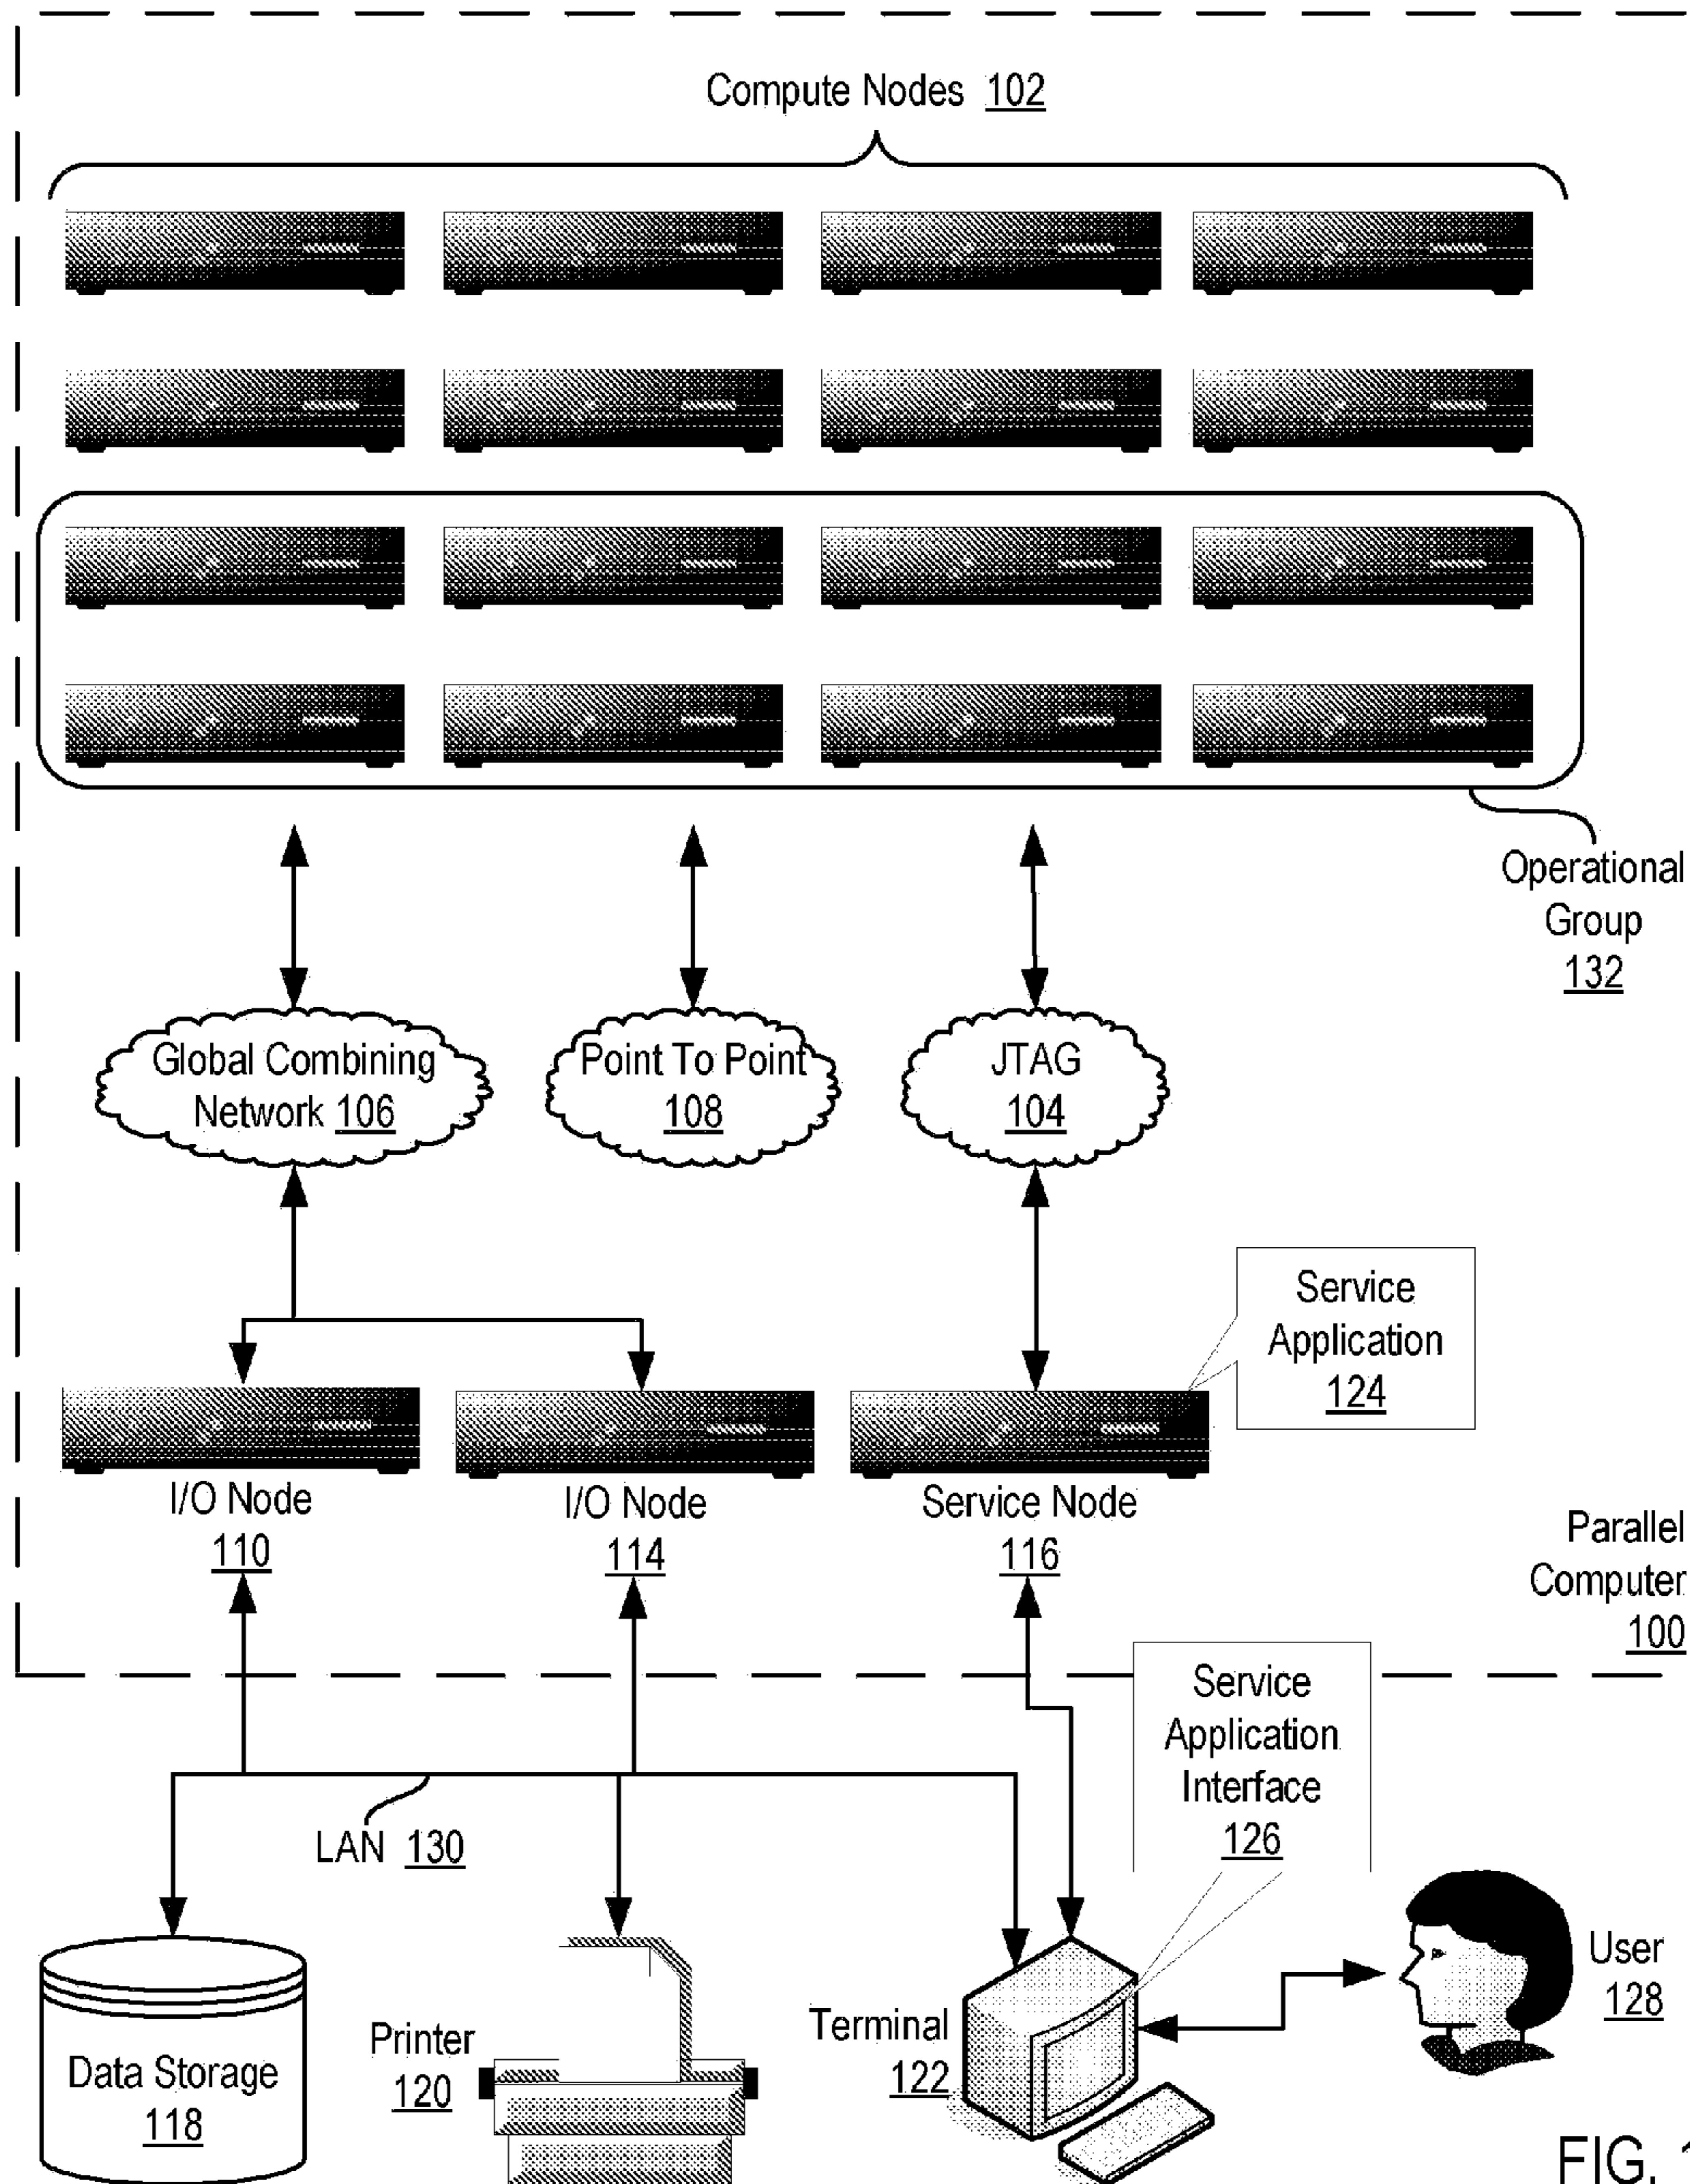 Compute Nodes 102
Operational
Group
132
Global Combining
Network 106
Point To Point
108
JTAG
104
Service
Application
124
I/O Node
110
I/O Node
114
Service Node
116
Parallel
Computer
100
Service
Application
Interface
126
LAN 130
Data Storage
118
Printer
120
Terminal
122
User
128
FIG. 1